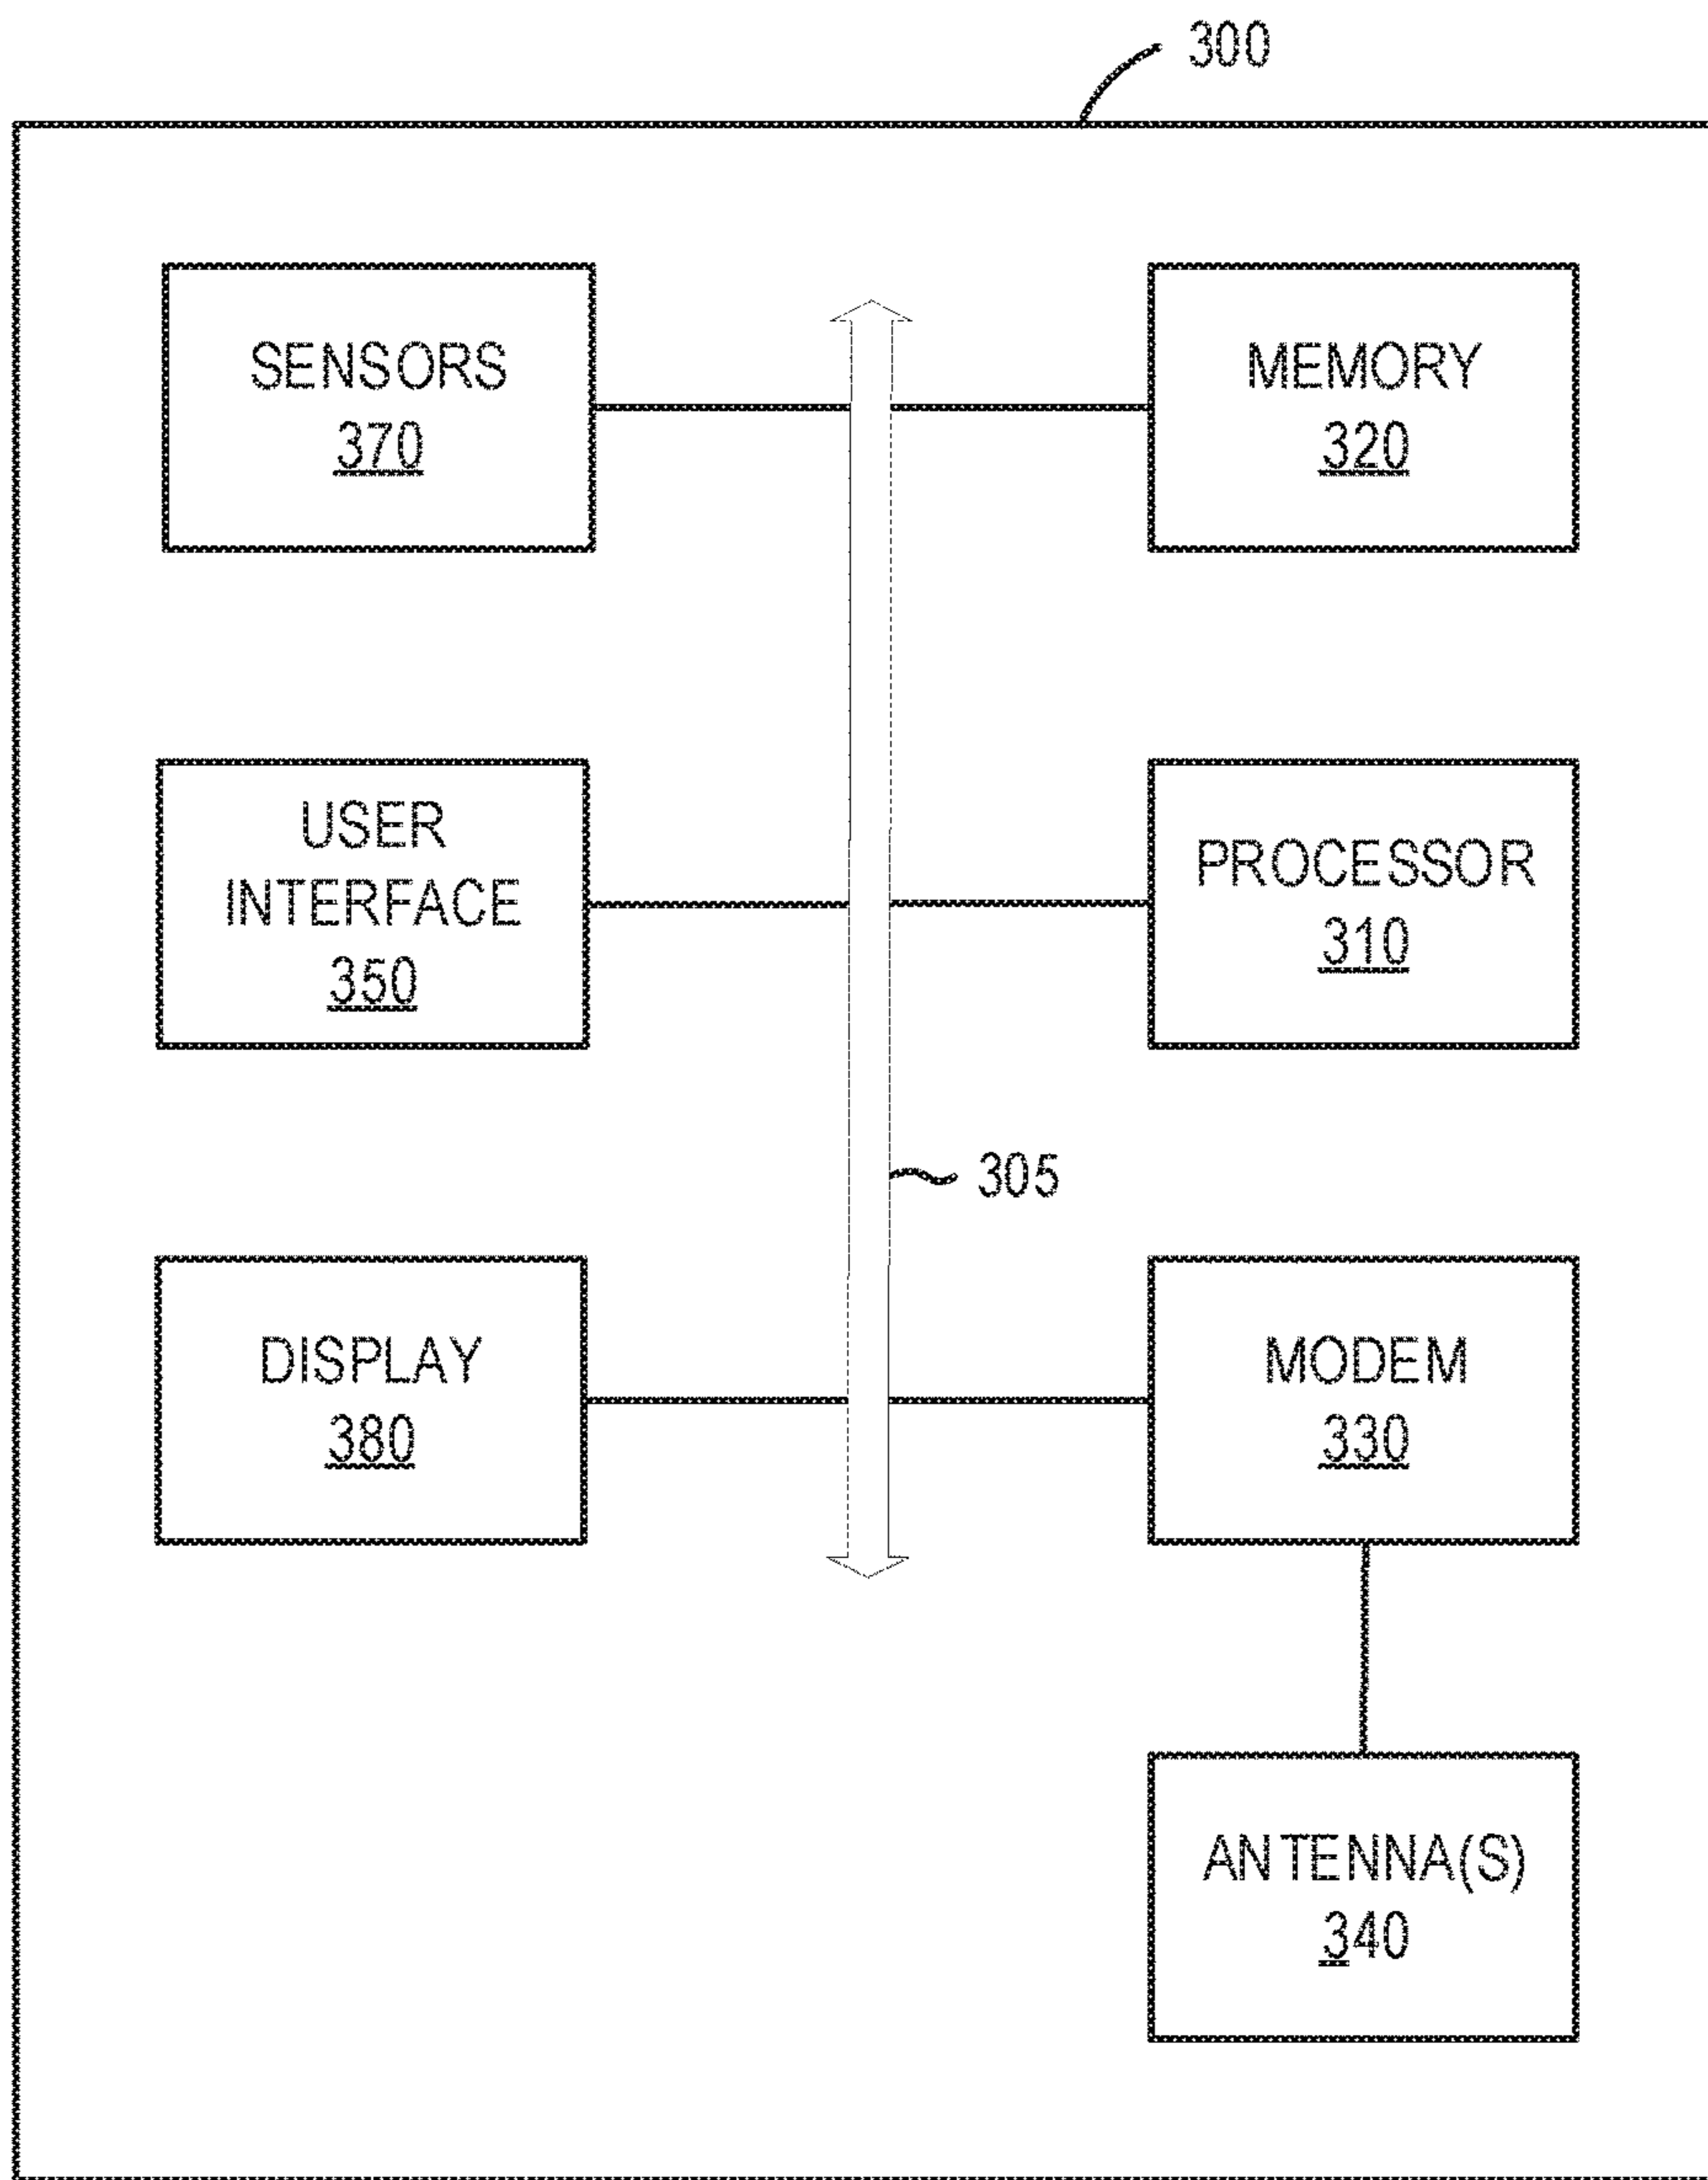 300
SENSORS
370
MEMORY
320
USER
INTERFACE
350
PROCESSOR
310
305
DISPLAY
380
MODEM
330
ANTENNA(S)
340